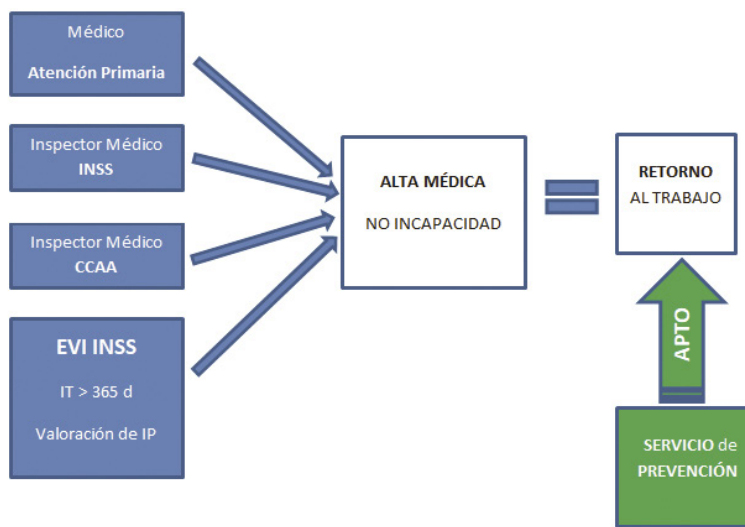 Médico
Atención Primaria
Inspector Médico
INSS
Inspector Médico
CCAA
EVI INSS
IT > 365 d
Valoración de IP
ALTA MÉDICA
NO INCAPACIDAD
RETORNO
AL TRABAJO
APTO
SERVICIO de
PREVENCIÓN